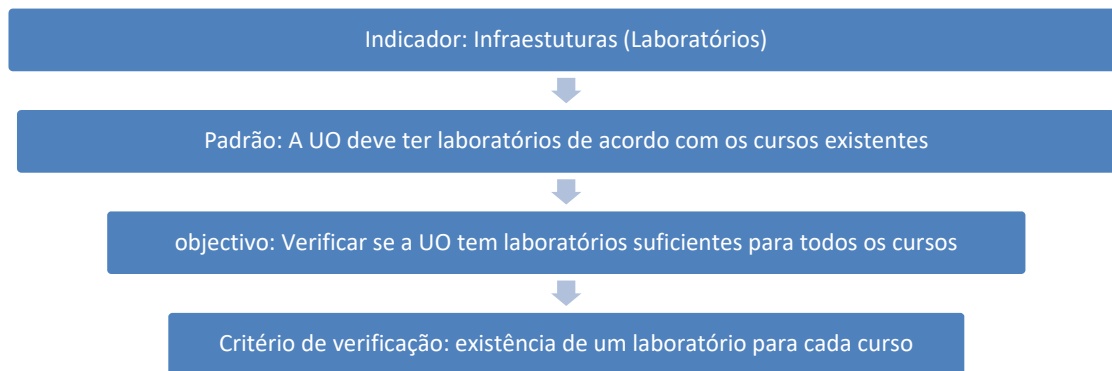 Indicador: Infraestuturas (Laboratórios)
Padrão: A UO deve ter laboratórios de acordo com os cursos existentes
objectivo: Verificar se a UO tem laboratórios suficientes para todos os cursos
Critério de verificação: existência de um laboratório para cada curso